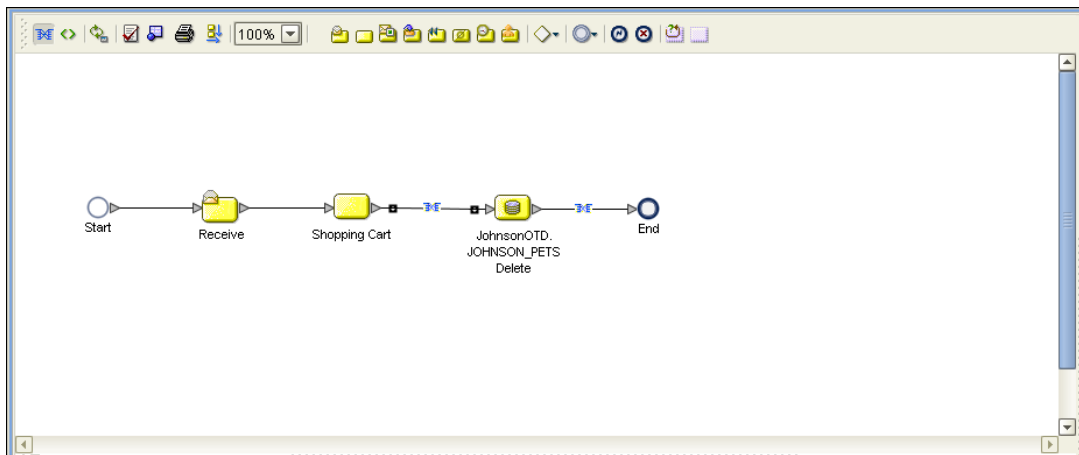 100%
Start
Receive
Shopping Cart
JohnsonOTD.
JOHNSON_PETS
Delete
End